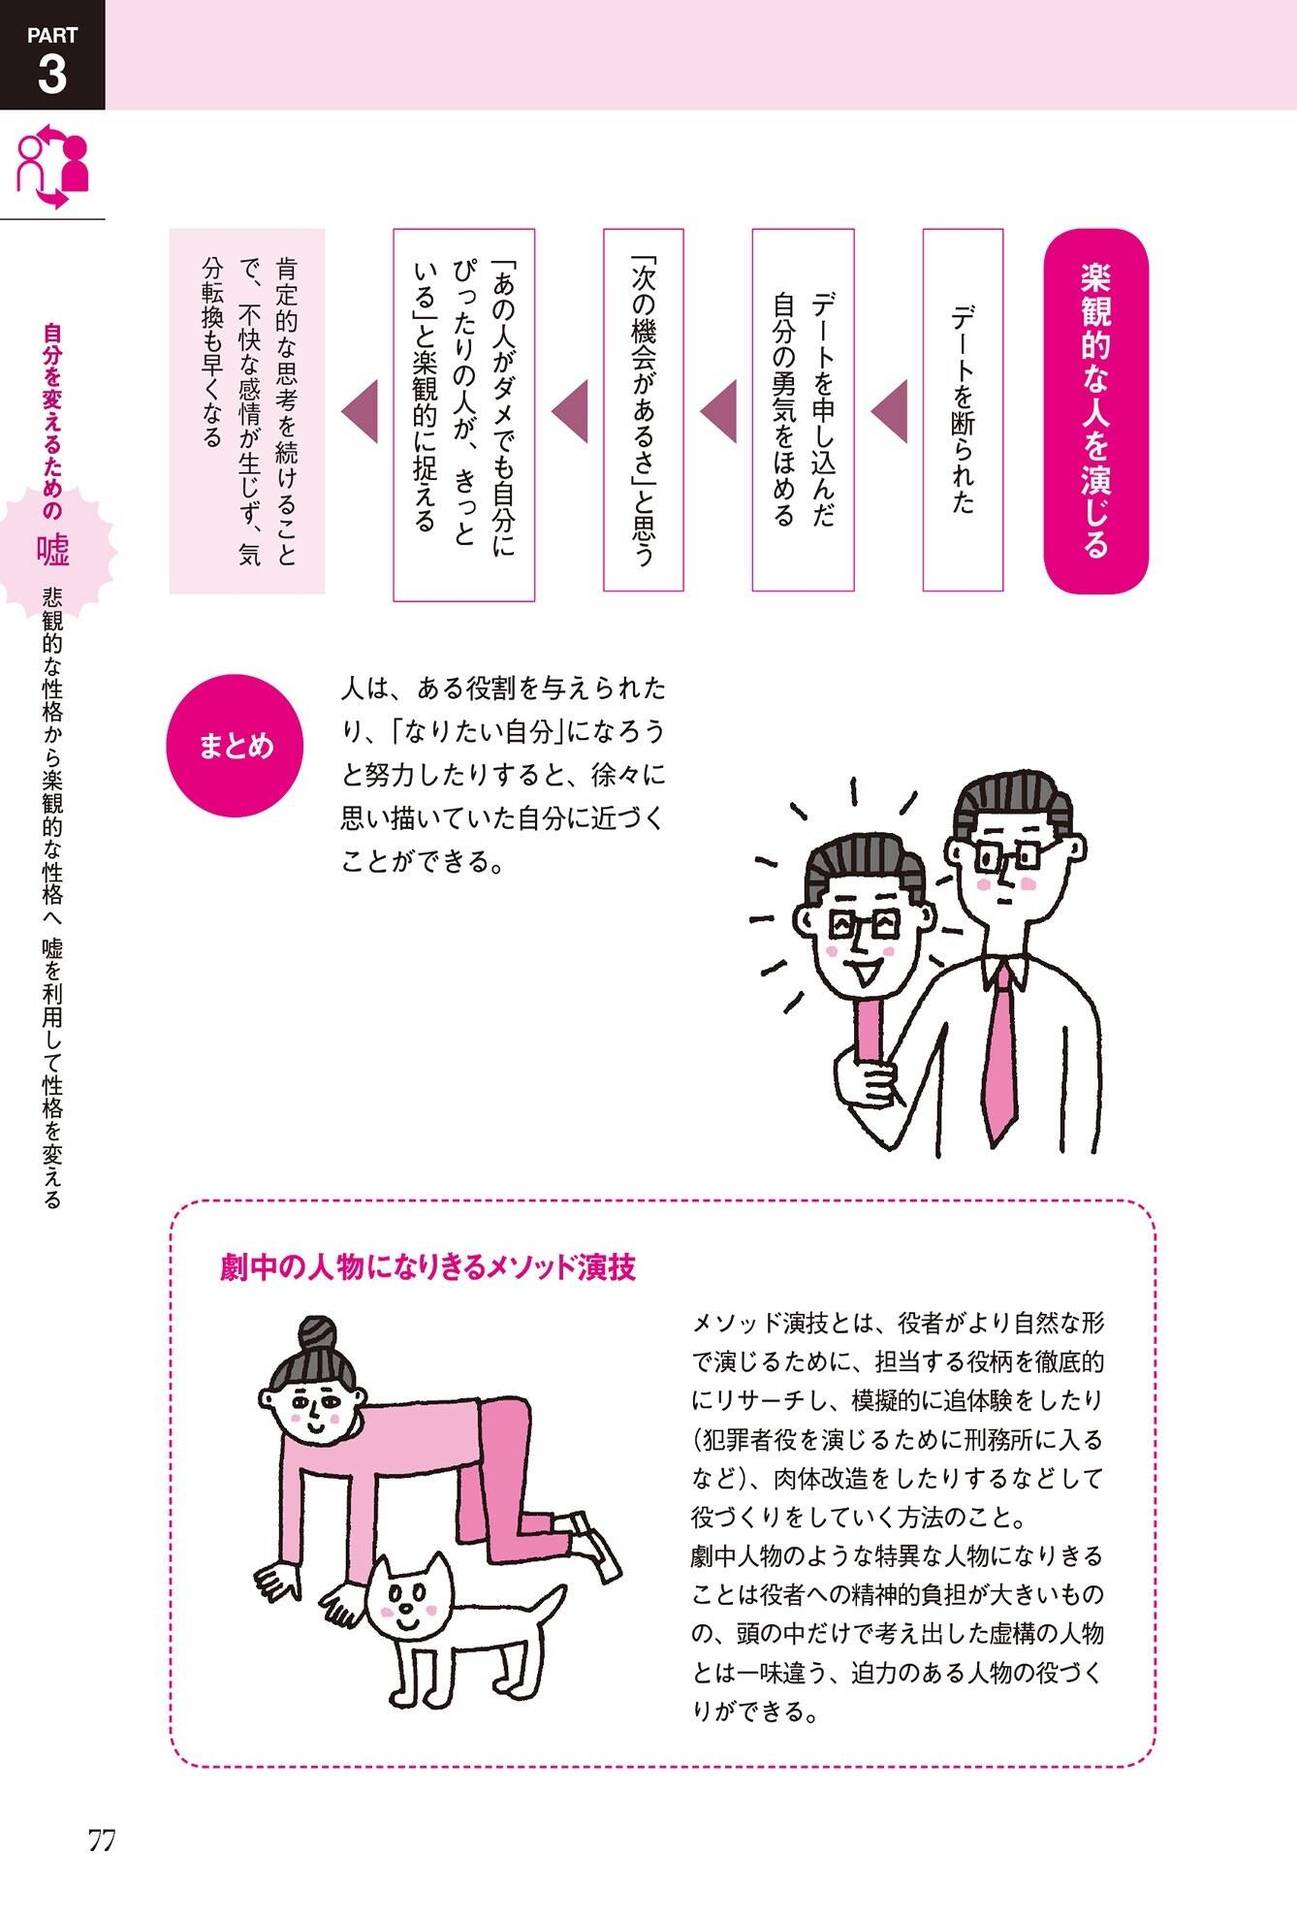 PART
3
自分を変えるための 嘘 悲観的な性格から楽観的な性格へ 嘘を利用して性格を変える
楽観的な人を演じる
デートを断られた
デートを申し込んだ
自分の勇気をほめる
「次の機会があるさ」と思う
「あの人がダメでも自分に
ぴったりの人が、きっと
いる」と楽観的に捉える
肯定的な思考を続けること
で、不快な感情が生じず、気
分転換も早くなる
まとめ
人は、ある役割を与えられた
り、「なりたい自分」になろう
と努力したりすると、徐々に
思い描いていた自分に近づく
ことができる。
劇中の人物になりきるメソッド演技
メソッド演技とは、役者がより自然な形
で演じるために、担当する役柄を徹底的
にリサーチし、模擬的に追体験をしたり
（犯罪者役を演じるために刑務所に入る
など）、肉体改造をしたりするなどして
役づくりをしていく方法のこと。
劇中人物のような特異な人物になりきる
ことは役者への精神的負担が大きいもの
の、頭の中だけで考え出した虚構の人物
とは一味違う、迫力のある人物の役づく
りができる。
77